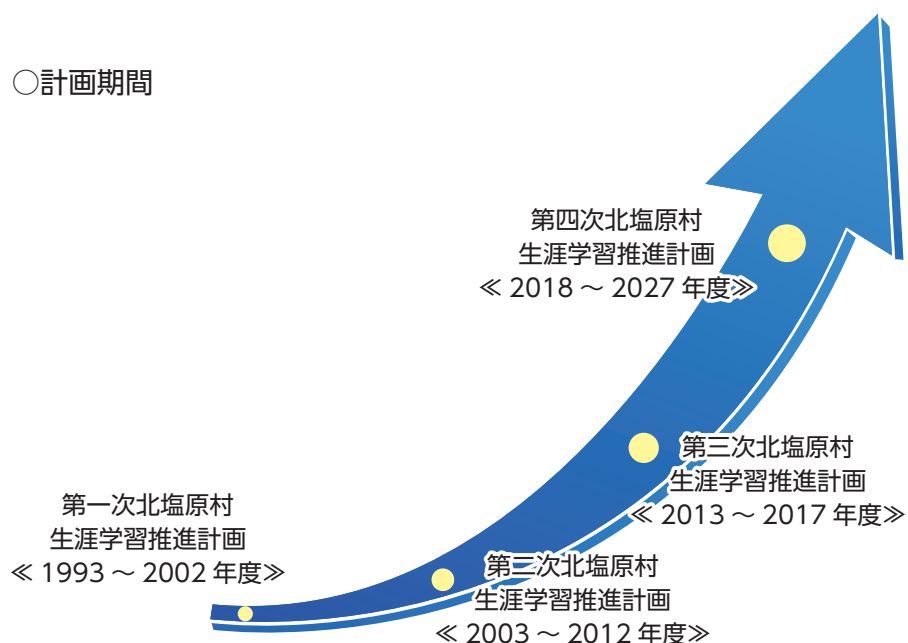 ○計画期間
第四次北塩原村
生涯学習推進計画
≪ 2018 ～ 2027 年度≫
第三次北塩原村
生涯学習推進計画
≪ 2013 ～ 2017 年度≫
第一次北塩原村
生涯学習推進計画
≪ 1993 ～ 2002 年度≫
第二次北塩原村
生涯学習推進計画
≪ 2003 ～ 2012 年度≫